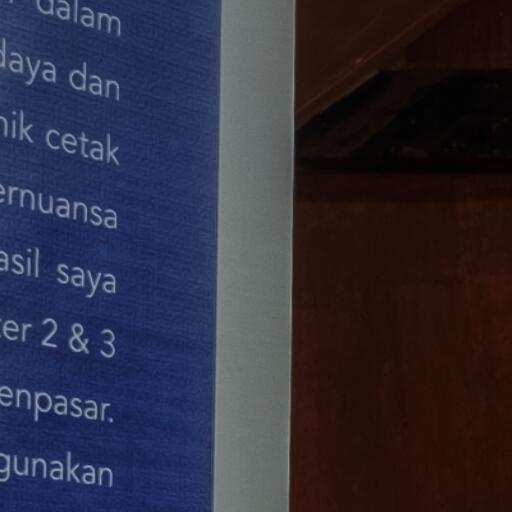 dalam
daya dan
nik cetak
ernuansa
asil saya
ter 2 & 3
enpasar.
gunakan